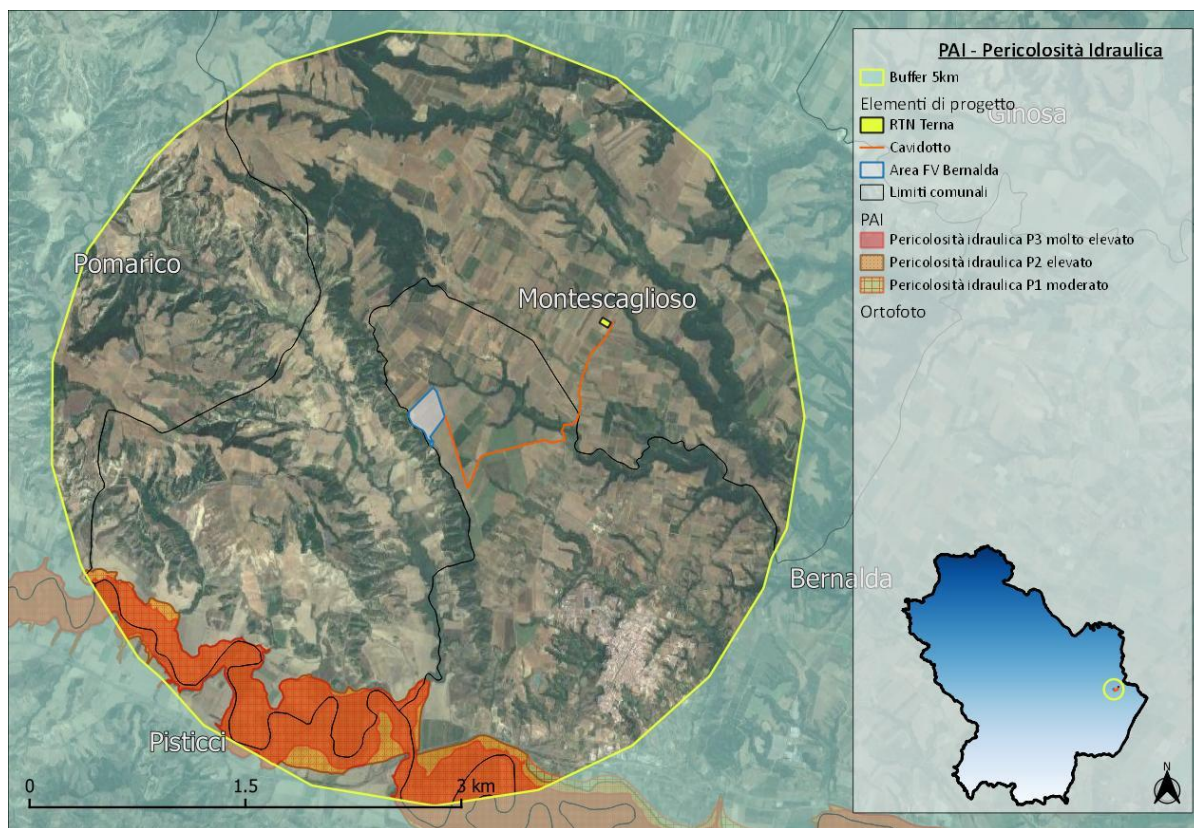 PAI - Pericolosità Idraulica
Buffer 5km
Elementi di progetto
Ginosa
RTN Terna
Cavidotto
Area FV Bernalda
Limiti comunali
PAI
Pericolosità idraulica P3 molto elevato
Pericolosità idraulica P2 elevato
Pericolosità idraulica P1 moderato
Ortofoto
Pomarico
Montescaglioso
Bernalda
Pisticci
0
1.5
3 km
N